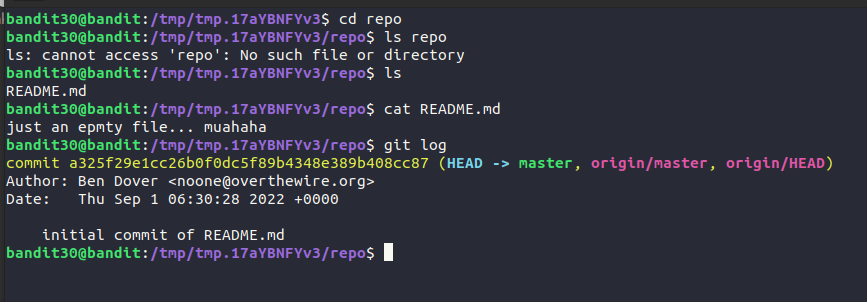 bandit30@bandit:/tmp/tmp.17aYBNFYv3$ cd repo
bandit30@bandit:/tmp/tmp.17aYBNFYv3/repo$ ls repo
ls: cannot access 'repo': No such file or directory
bandit30@bandit:/tmp/tmp.17aYBNFYv3/repo$ ls
README.md
bandit30@bandit:/tmp/tmp.17aYBNFYv3/repo$ cat README.md
just an epmty file... muahaha
bandit30@bandit:/tmp/tmp.17aYBNFYv3/repo$ git log
commit a325f29e1cc26b0f0dc5f89b4348e389b408cc87 (HEAD -> master, origin/master, origin/HEAD)
Author: Ben Dover <noone@overthewire.org>
Date:   Thu Sep 1 06:30:28 2022 +0000
    initial commit of README.md
bandit30@bandit:/tmp/tmp.17aYBNFYv3/repo$